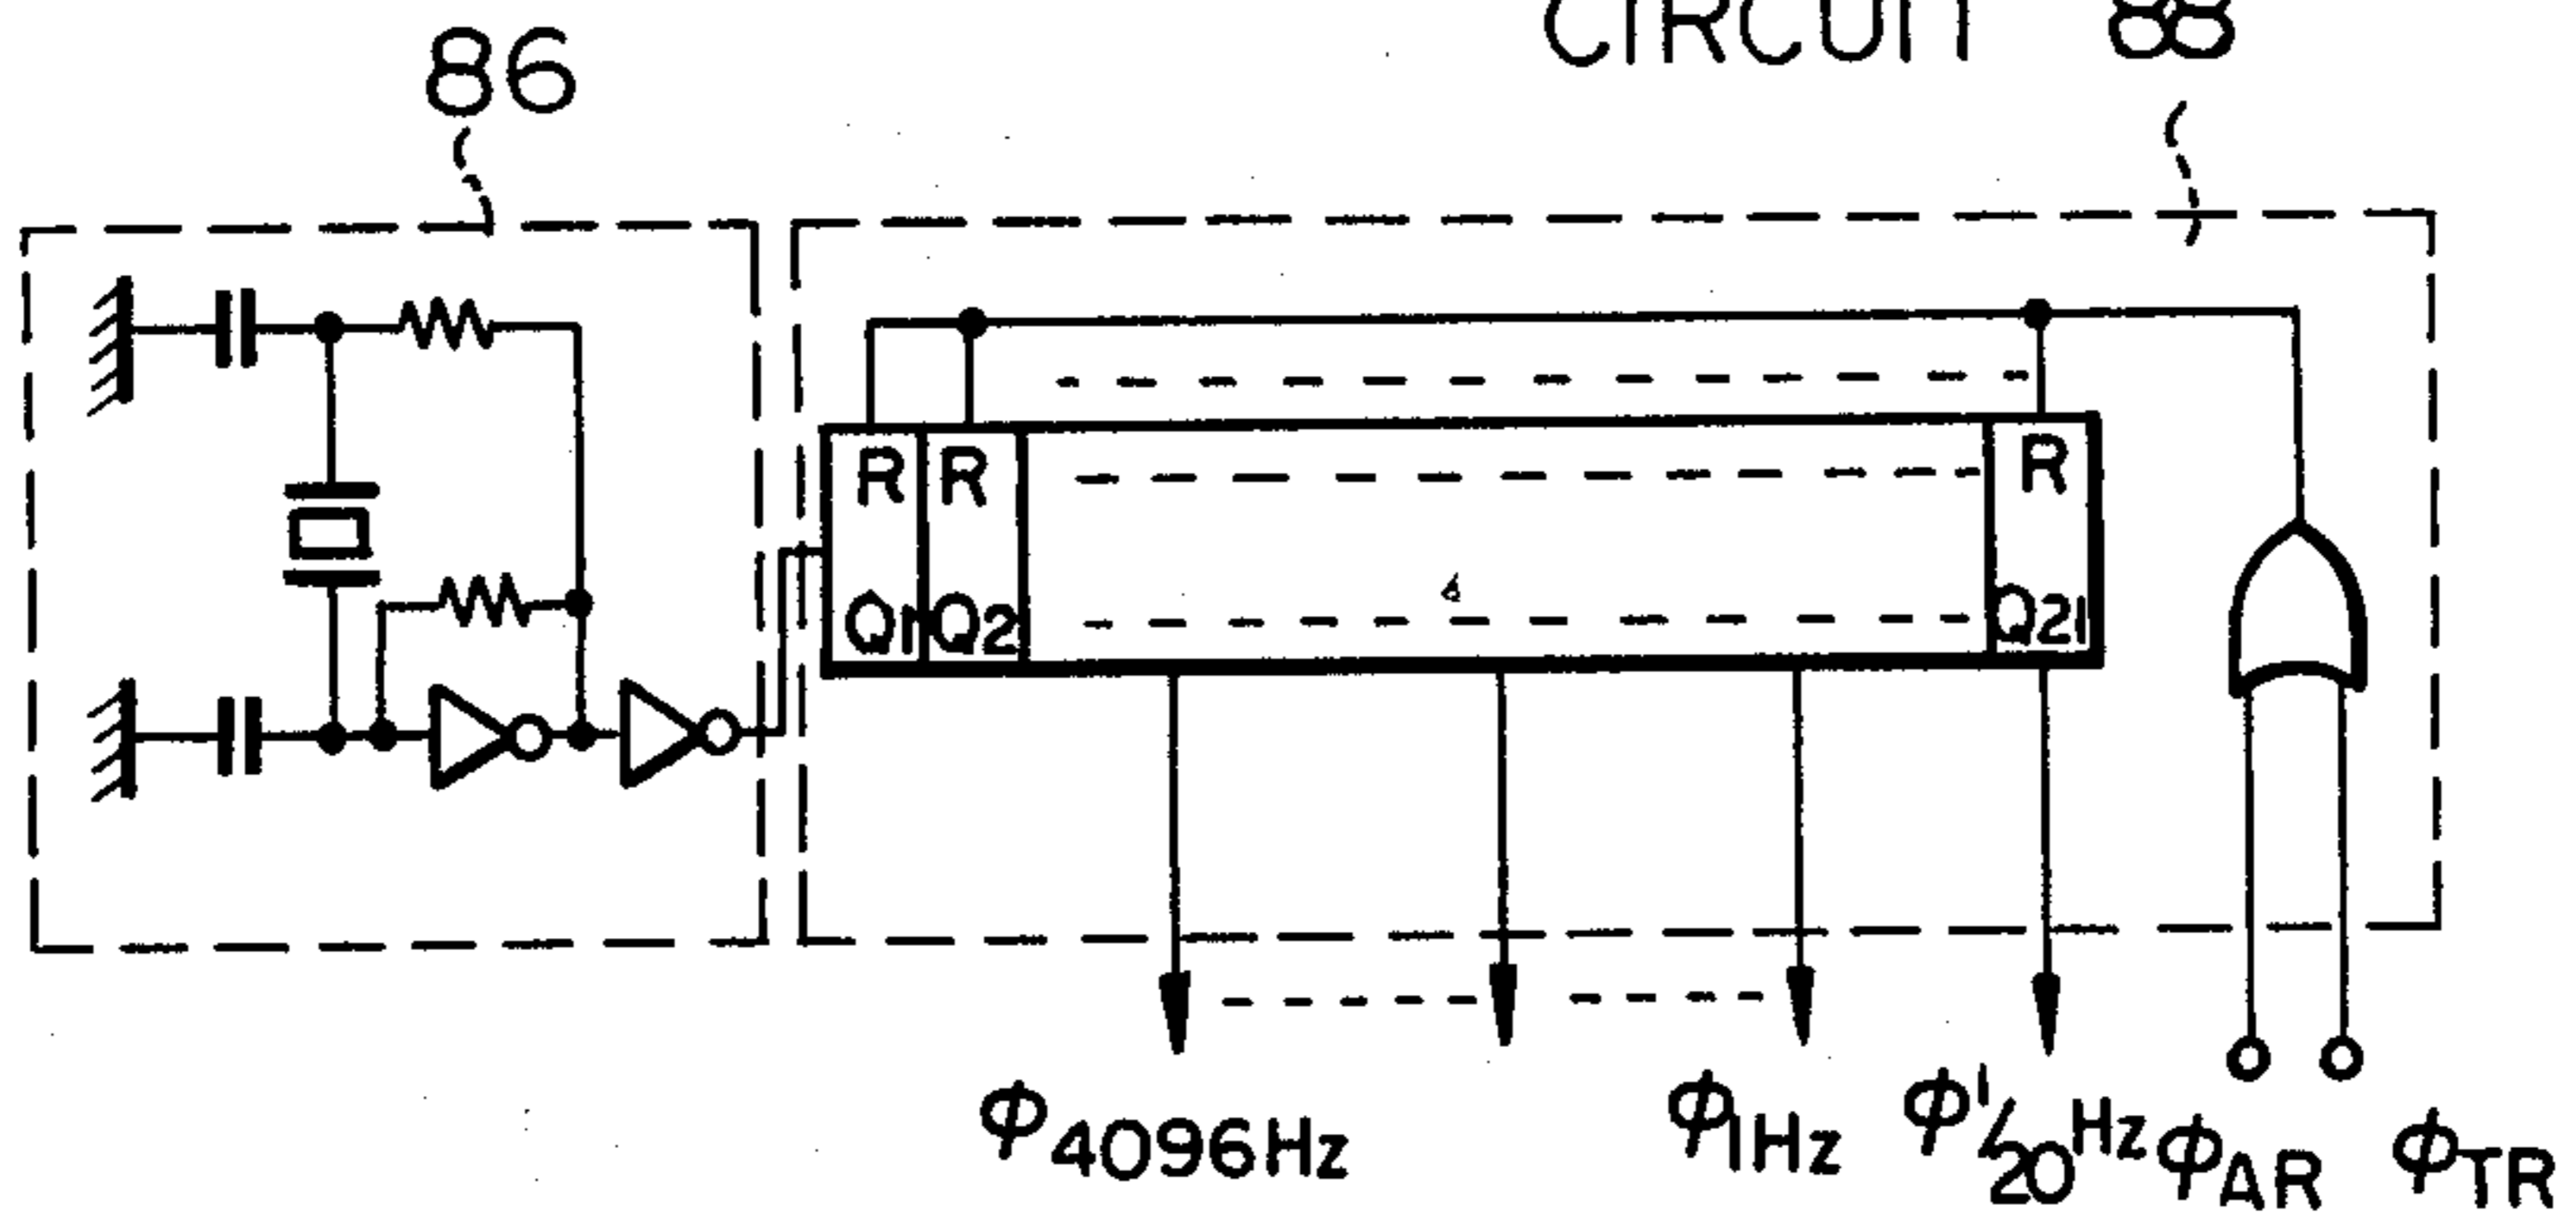 CIRCUIT 88
86
R R R
Q1 Q2 Q21
φ4096Hz φ1Hz φ1/20Hz φAR φTR